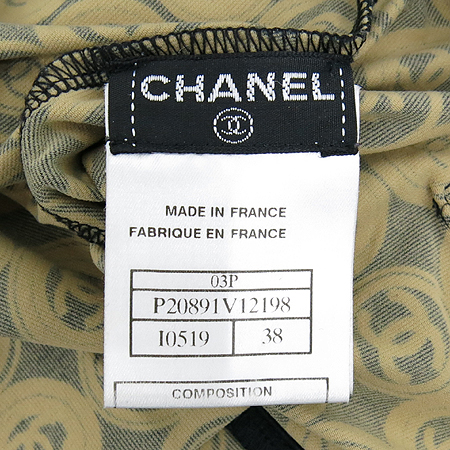 CHANEL
MADE IN FRANCE
FABRIQUE EN FRANCE
03P
P20891V12198
I0519 38
COMPOSITION